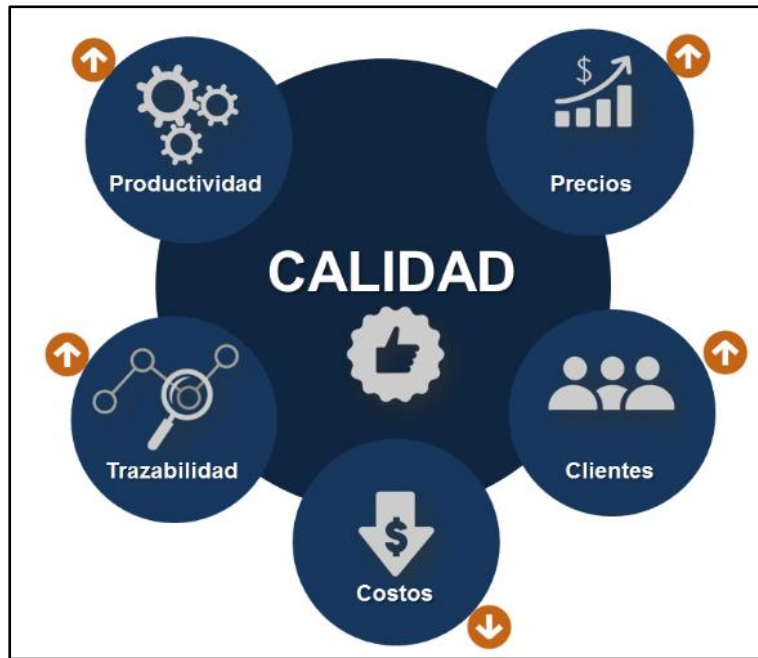 Productividad
$
Precios
CALIDAD
Trazabilidad
Clientes
$
Costos